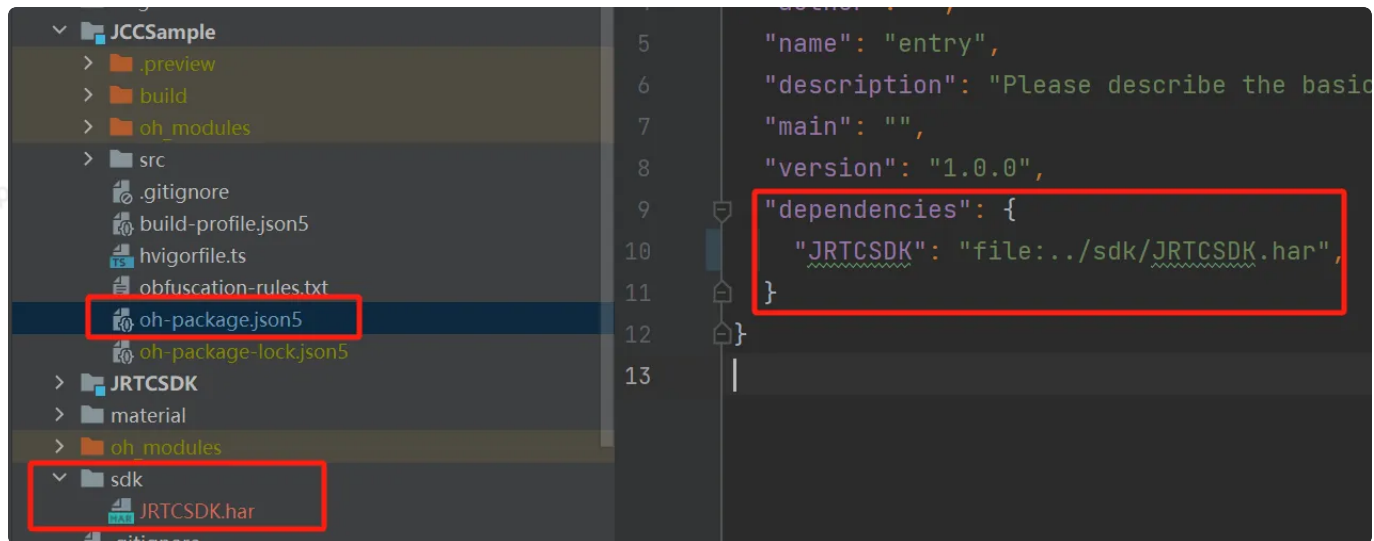 JCCSample
.preview
build
oh_modules
src
.gitignore
build-profile.json5
hvigorfile.ts
obfuscation-rules.txt
oh-package.json5
oh-package-lock.json5
JRTCSDK
material
oh_modules
sdk
JRTCSDK.har
5 "name": "entry",
6 "description": "Please describe the basic
7 "main": "",
8 "version": "1.0.0",
9 "dependencies": {
10 "JRTCSDK": "file:../sdk/JRTCSDK.har",
11 }
12 }
13